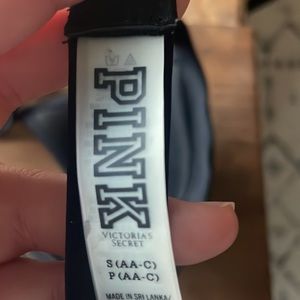 PINK
VICTORIA'S
SECRET
S (AA-C)
P (AA-C)
MADE IN SRI LANKA/